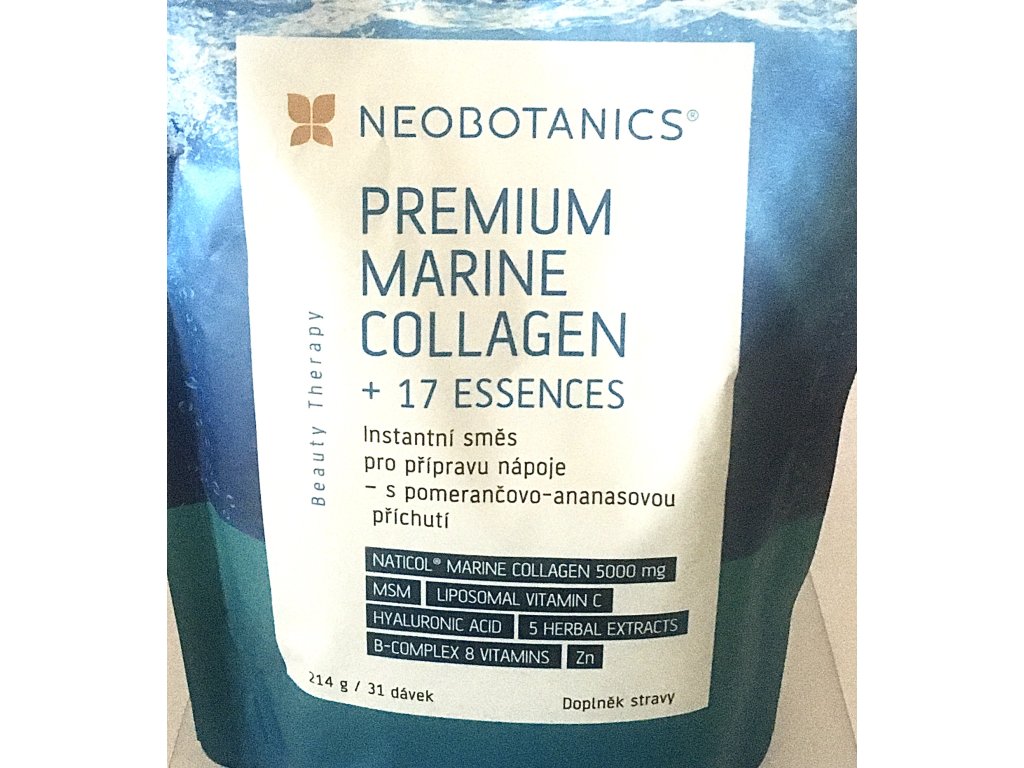 NEOBOTANICS®
PREMIUM
MARINE
COLLAGEN
+ 17 ESSENCES
Beauty Therapy
Instantní směs
pro přípravu nápoje
– s pomerančovo-ananasovou
příchutí
NATICOL® MARINE COLLAGEN 5000 mg
MSM LIPOSOMAL VITAMIN C
HYALURONIC ACID 5 HERBAL EXTRACTS
B-COMPLEX 8 VITAMINS Zn
214 g / 31 dávek Doplněk stravy